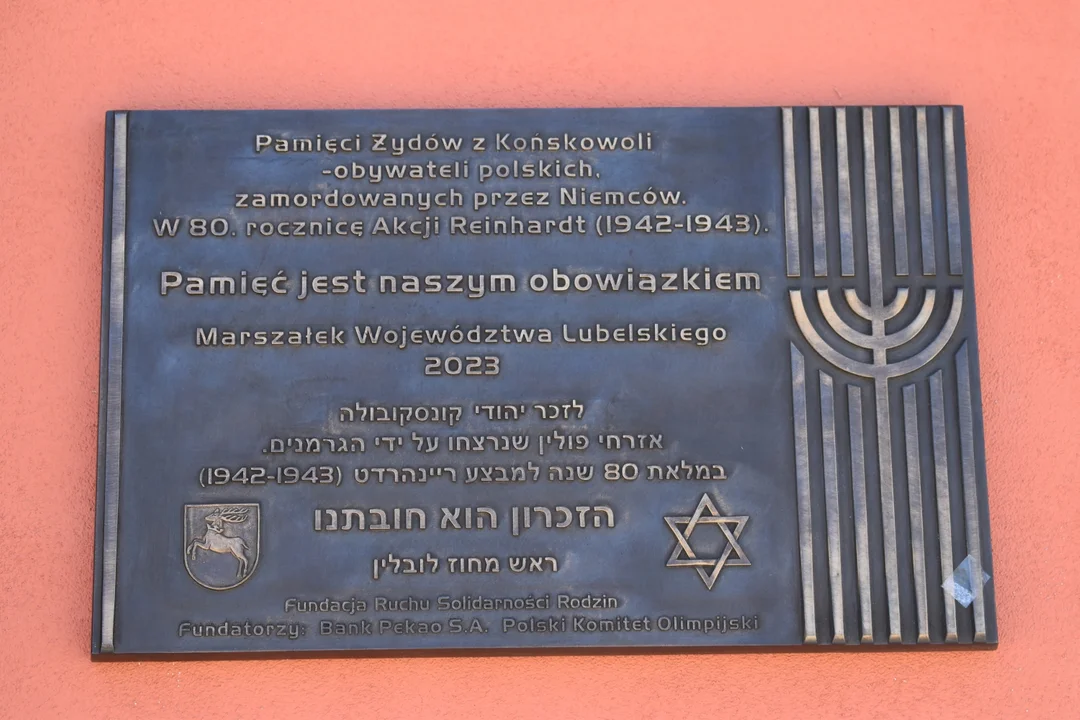 Pamięci Żydów z Końskowoli
-obywateli polskich,
zamordowanych przez Niemców.
W 80. rocznicę Akcji Reinhardt (1942-1943).
Pamięć jest naszym obowiązkiem
Marszałek Województwa Lubelskiego
2023
לזכר יהודי קונסקובולה
אזרחי פולין שנרצחו על ידי הגרמנים.
במלאת 80 שנה למבצע ריינהרדט (1942-1943)
הזכרון הוא חובתנו
ראש מחוז לובלין
Fundacja Ruchu Solidarności Rodzin
Fundatorzy: Bank Pekao S.A. Polski Komitet Olimpijski